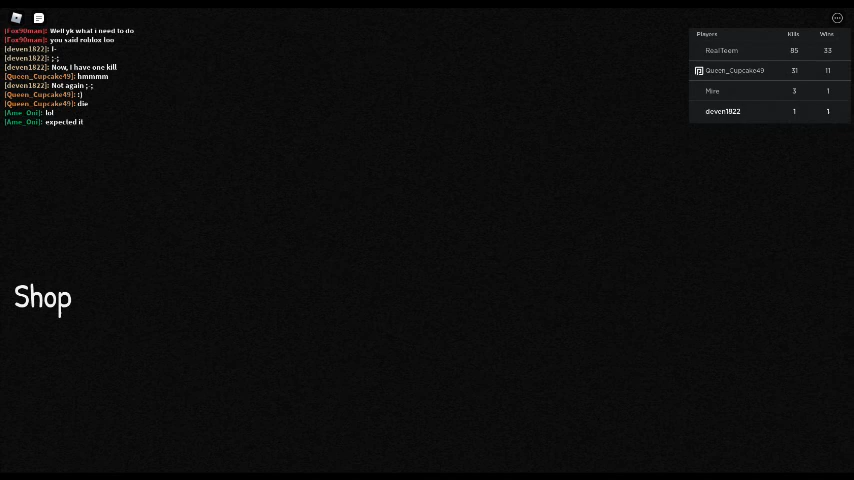 [Fox90man]: Well yk what i need to do
[Fox90man]: you said roblox too
[deven1822]: I-
[deven1822]: ;-;
[deven1822]: Now, I have one kill
[Queen_Cupcake49]: hmmmm
[deven1822]: Not again ;-;
[Queen_Cupcake49]: :)
[Queen_Cupcake49]: die
[Ame_Oni]: lol
[Ame_Oni]: expected it
Players Kills Wins
RealTeem 85 33
Queen_Cupcake49 31 11
Mire 3 1
deven1822 1 1
Shop